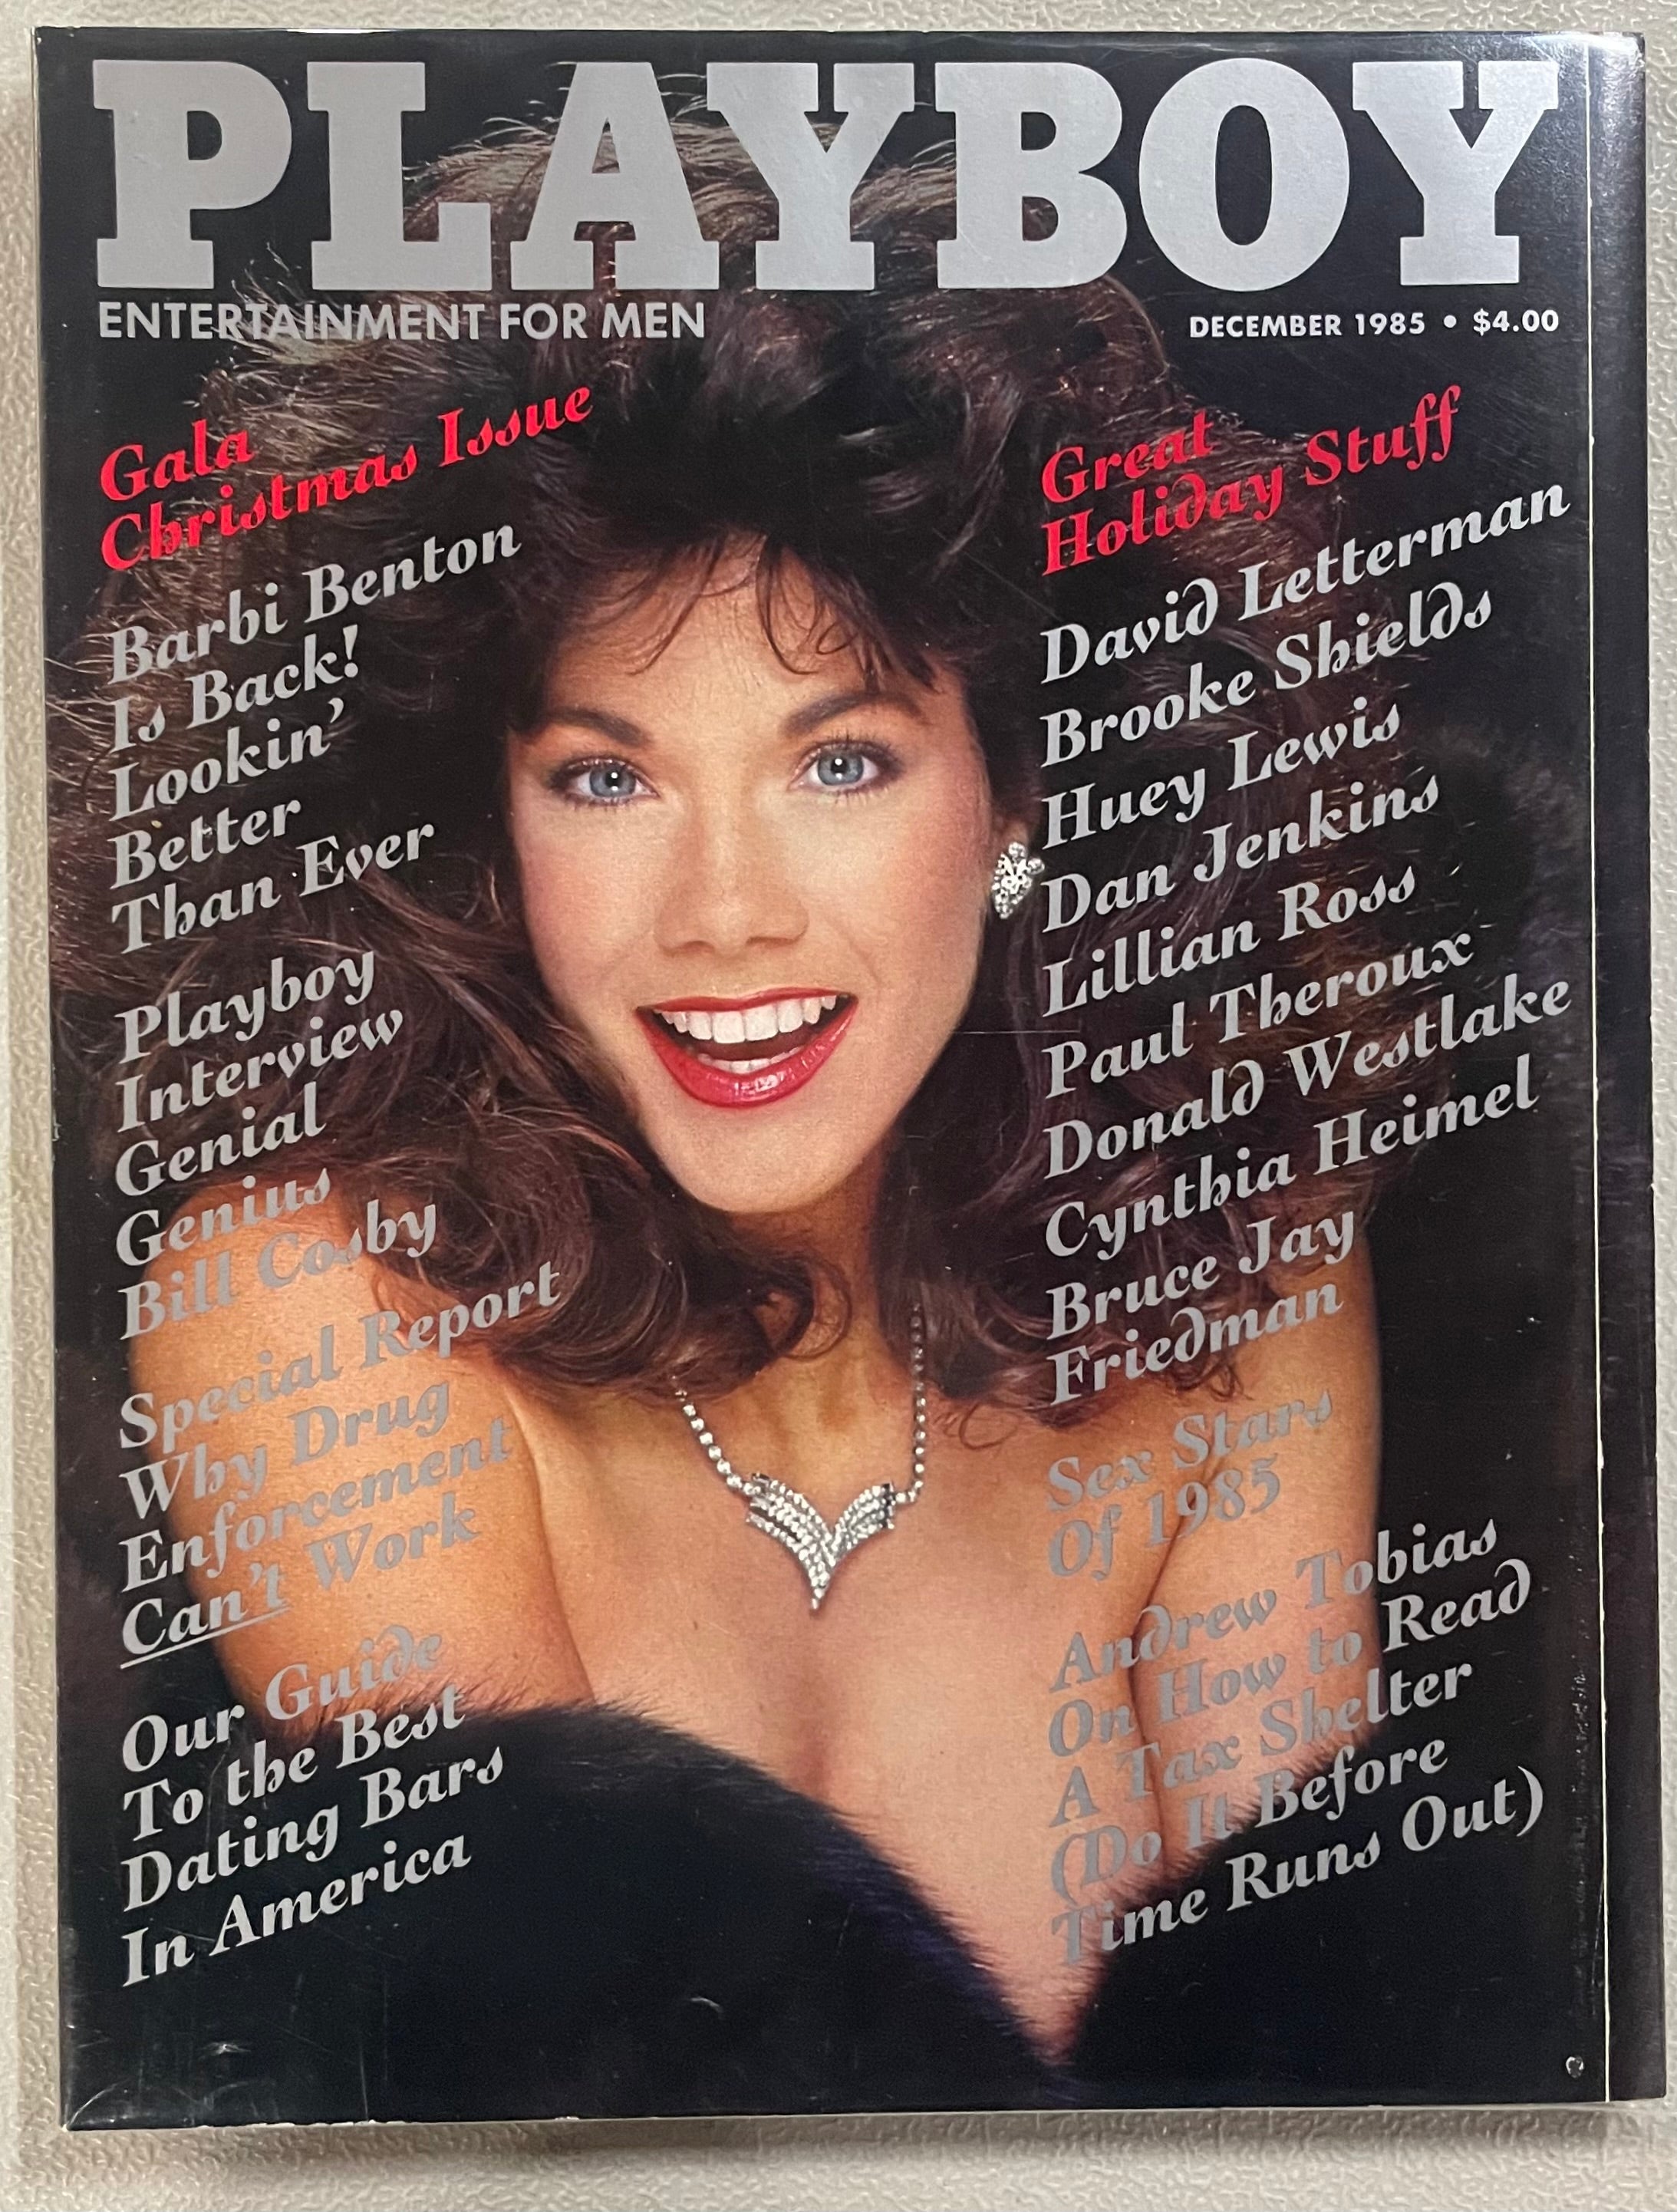 PLAYBOY
ENTERTAINMENT FOR MEN
DECEMBER 1985 • $4.00
Gala
Christmas Issue
Barbi Benton
Is Back!
Lookin'
Better
Than Ever
Playboy
Interview
Genial
Genius
Bill Cosby
Special Report
Why Drug
Enforcement
Can't Work
Our Guide
To the Best
Dating Bars
In America
Great
Holiday Stuff
David Letterman
Brooke Shields
Huey Lewis
Dan Jenkins
Lillian Ross
Paul Theroux
Donald Westlake
Cynthia Heimel
Bruce Jay
Friedman
Sex Stars
Of 1985
Andrew Tobias
On How to Read
A Tax Shelter
(Do It Before
Time Runs Out)